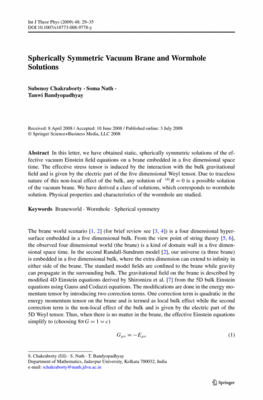 Int J Theor Phys (2009) 48: 29–35
DOI 10.1007/s10773-008-9778-y
Spherically Symmetric Vacuum Brane and Wormhole
Solutions
Subenoy Chakraborty · Soma Nath ·
Tanwi Bandyopadhyay
Received: 8 April 2008 / Accepted: 10 June 2008 / Published online: 3 July 2008
© Springer Science+Business Media, LLC 2008
Abstract In this letter, we have obtained static, spherically symmetric solutions of the ef-
fective vacuum Einstein field equations on a brane embedded in a five dimensional space
time. The effective stress tensor is induced by the interaction with the bulk gravitational
field and is given by the electric part of the five dimensional Weyl tensor. Due to traceless
nature of this non-local effect of the bulk, any solution of ⁽⁴⁾R = 0 is a possible solution
of the vacuum brane. We have derived a class of solutions, which corresponds to wormhole
solution. Physical properties and characteristics of the wormhole are studied.
Keywords Braneworld · Wormhole · Spherical symmetry
The brane world scenario [1, 2] (for brief review see [3, 4]) is a four dimensional hyper-
surface embedded in a five dimensional bulk. From the view point of string theory [5, 6],
the observed four dimensional world (the brane) is a kind of domain wall in a five dimen-
sional space time. In the second Randall-Sundrum model [2], our universe (a three brane)
is embedded in a five dimensional bulk, where the extra dimension can extend to infinity in
either side of the brane. The standard model fields are confined to the brane while gravity
can propagate in the surrounding bulk. The gravitational field on the brane is described by
modified 4D Einstein equations derived by Shiromizu et al. [7] from the 5D bulk Einstein
equations using Gauss and Codazzi equations. The modifications are done in the energy mo-
mentum tensor by introducing two correction terms. One correction term is quadratic in the
energy momentum tensor on the brane and is termed as local bulk effect while the second
correction term is the non-local effect of the bulk and is given by the electric part of the
5D Weyl tensor. Thus, when there is no matter in the brane, the effective Einstein equations
simplify to (choosing 8πG = 1 = c)
Gμν = −Eμν (1)
S. Chakraborty (✉) · S. Nath · T. Bandyopadhyay
Department of Mathematics, Jadavpur University, Kolkata 700032, India
e-mail: schakraborty@math.jdvu.ac.in
Springer